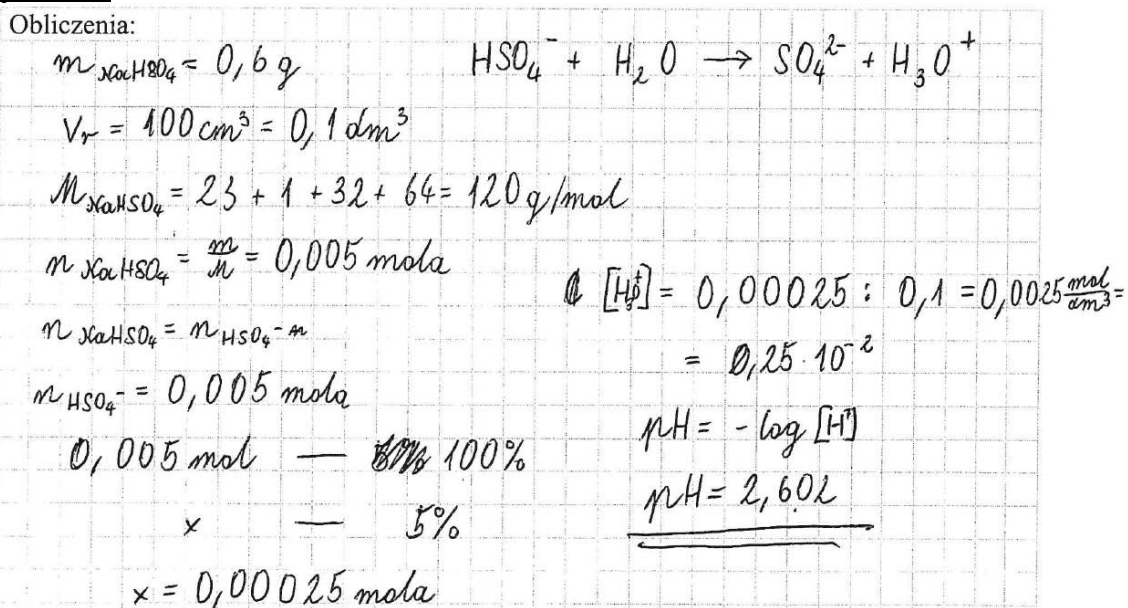 Obliczenia:
m NaHSO₄ = 0,6 g
HSO₄⁻ + H₂O → SO₄²⁻ + H₃O⁺
Vr = 100 cm³ = 0,1 dm³
M NaHSO₄ = 23 + 1 + 32 + 64 = 120 g/mol
n NaHSO₄ = m/M = 0,005 mola
n NaHSO₄ = n HSO₄⁻
n HSO₄⁻ = 0,005 mola
0,005 mol — 100%
x — 5%
x = 0,00025 mola
[H₃O⁺] = 0,00025 : 0,1 = 0,0025 mol/dm³ =
= 0,25 · 10⁻²
pH = - log [H⁺]
pH = 2,602